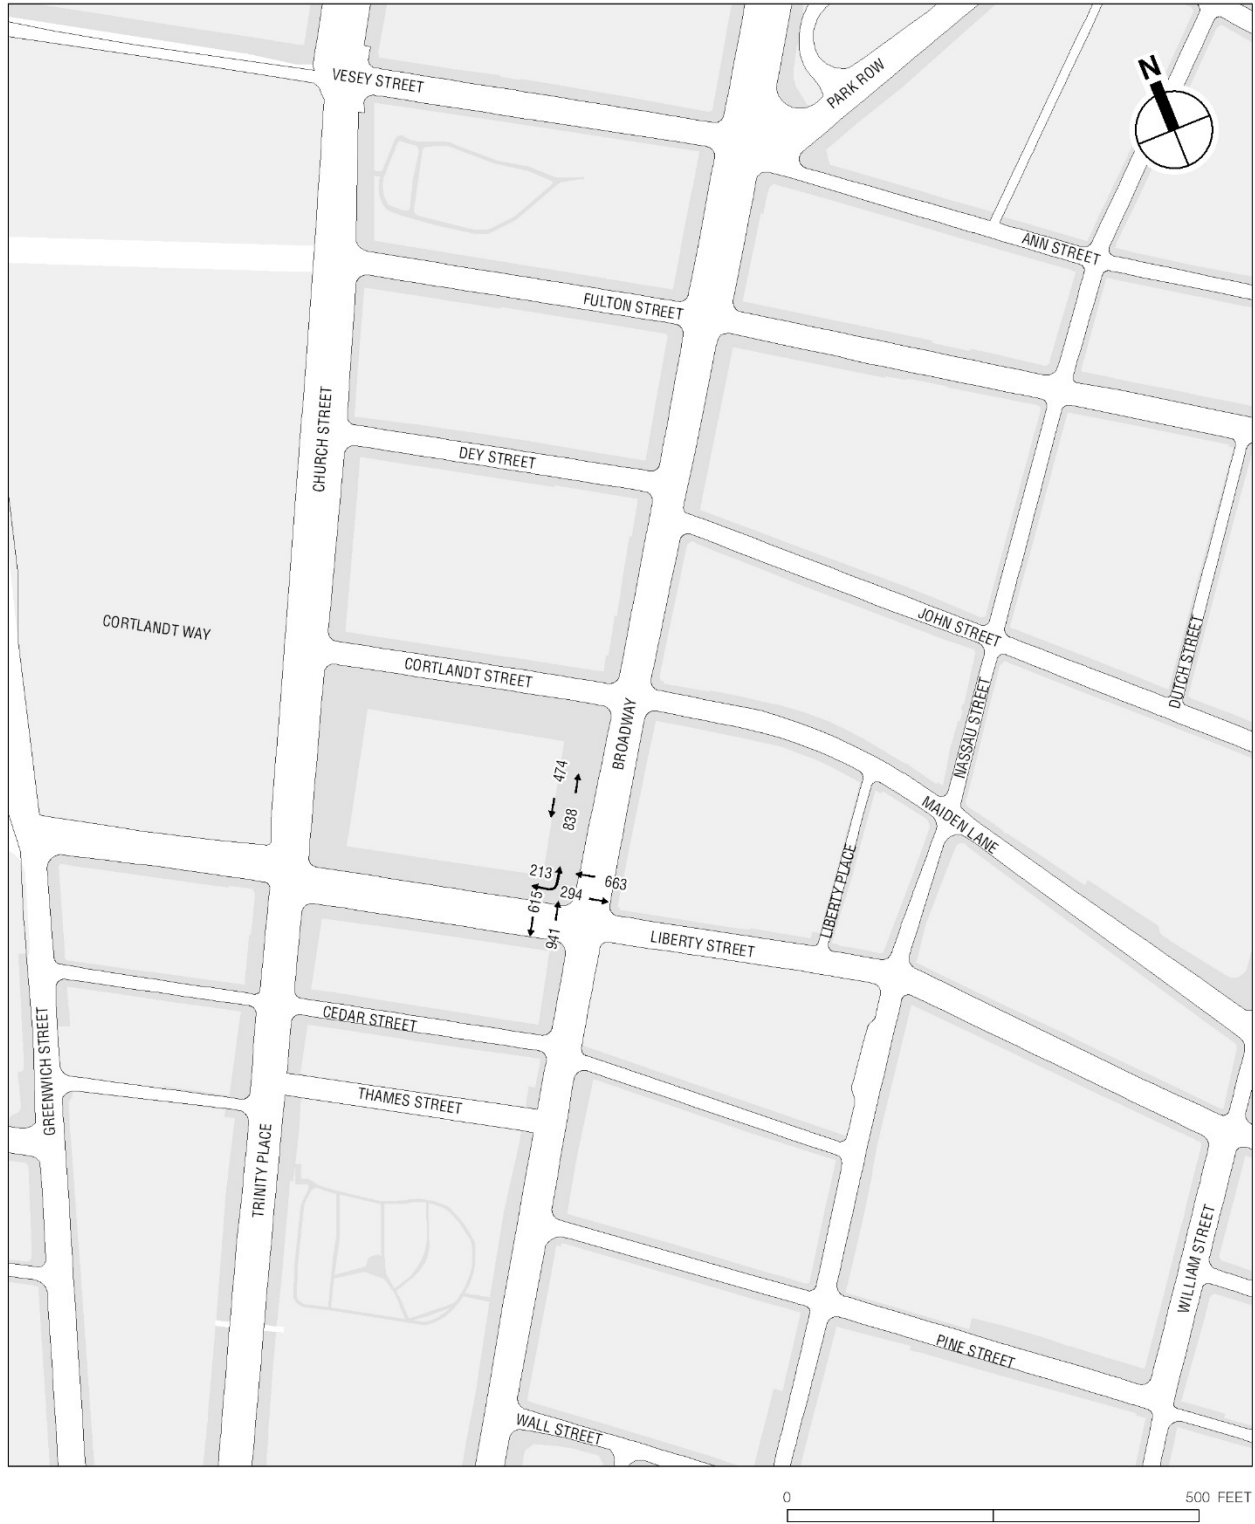 VESEY STREET
PARK ROW
N
ANN STREET
FULTON STREET
CHURCH STREET
DEY STREET
JOHN STREET
DUTCH STREET
CORTLANDT WAY
CORTLANDT STREET
BROADWAY
NASSAU STREET
474
838
MAIDEN LANE
LIBERTY PLACE
213
663
294
615
941
LIBERTY STREET
CEDAR STREET
GREENWICH STREET
THAMES STREET
TRINITY PLACE
WILLIAM STREET
PINE STREET
WALL STREET
0
500 FEET